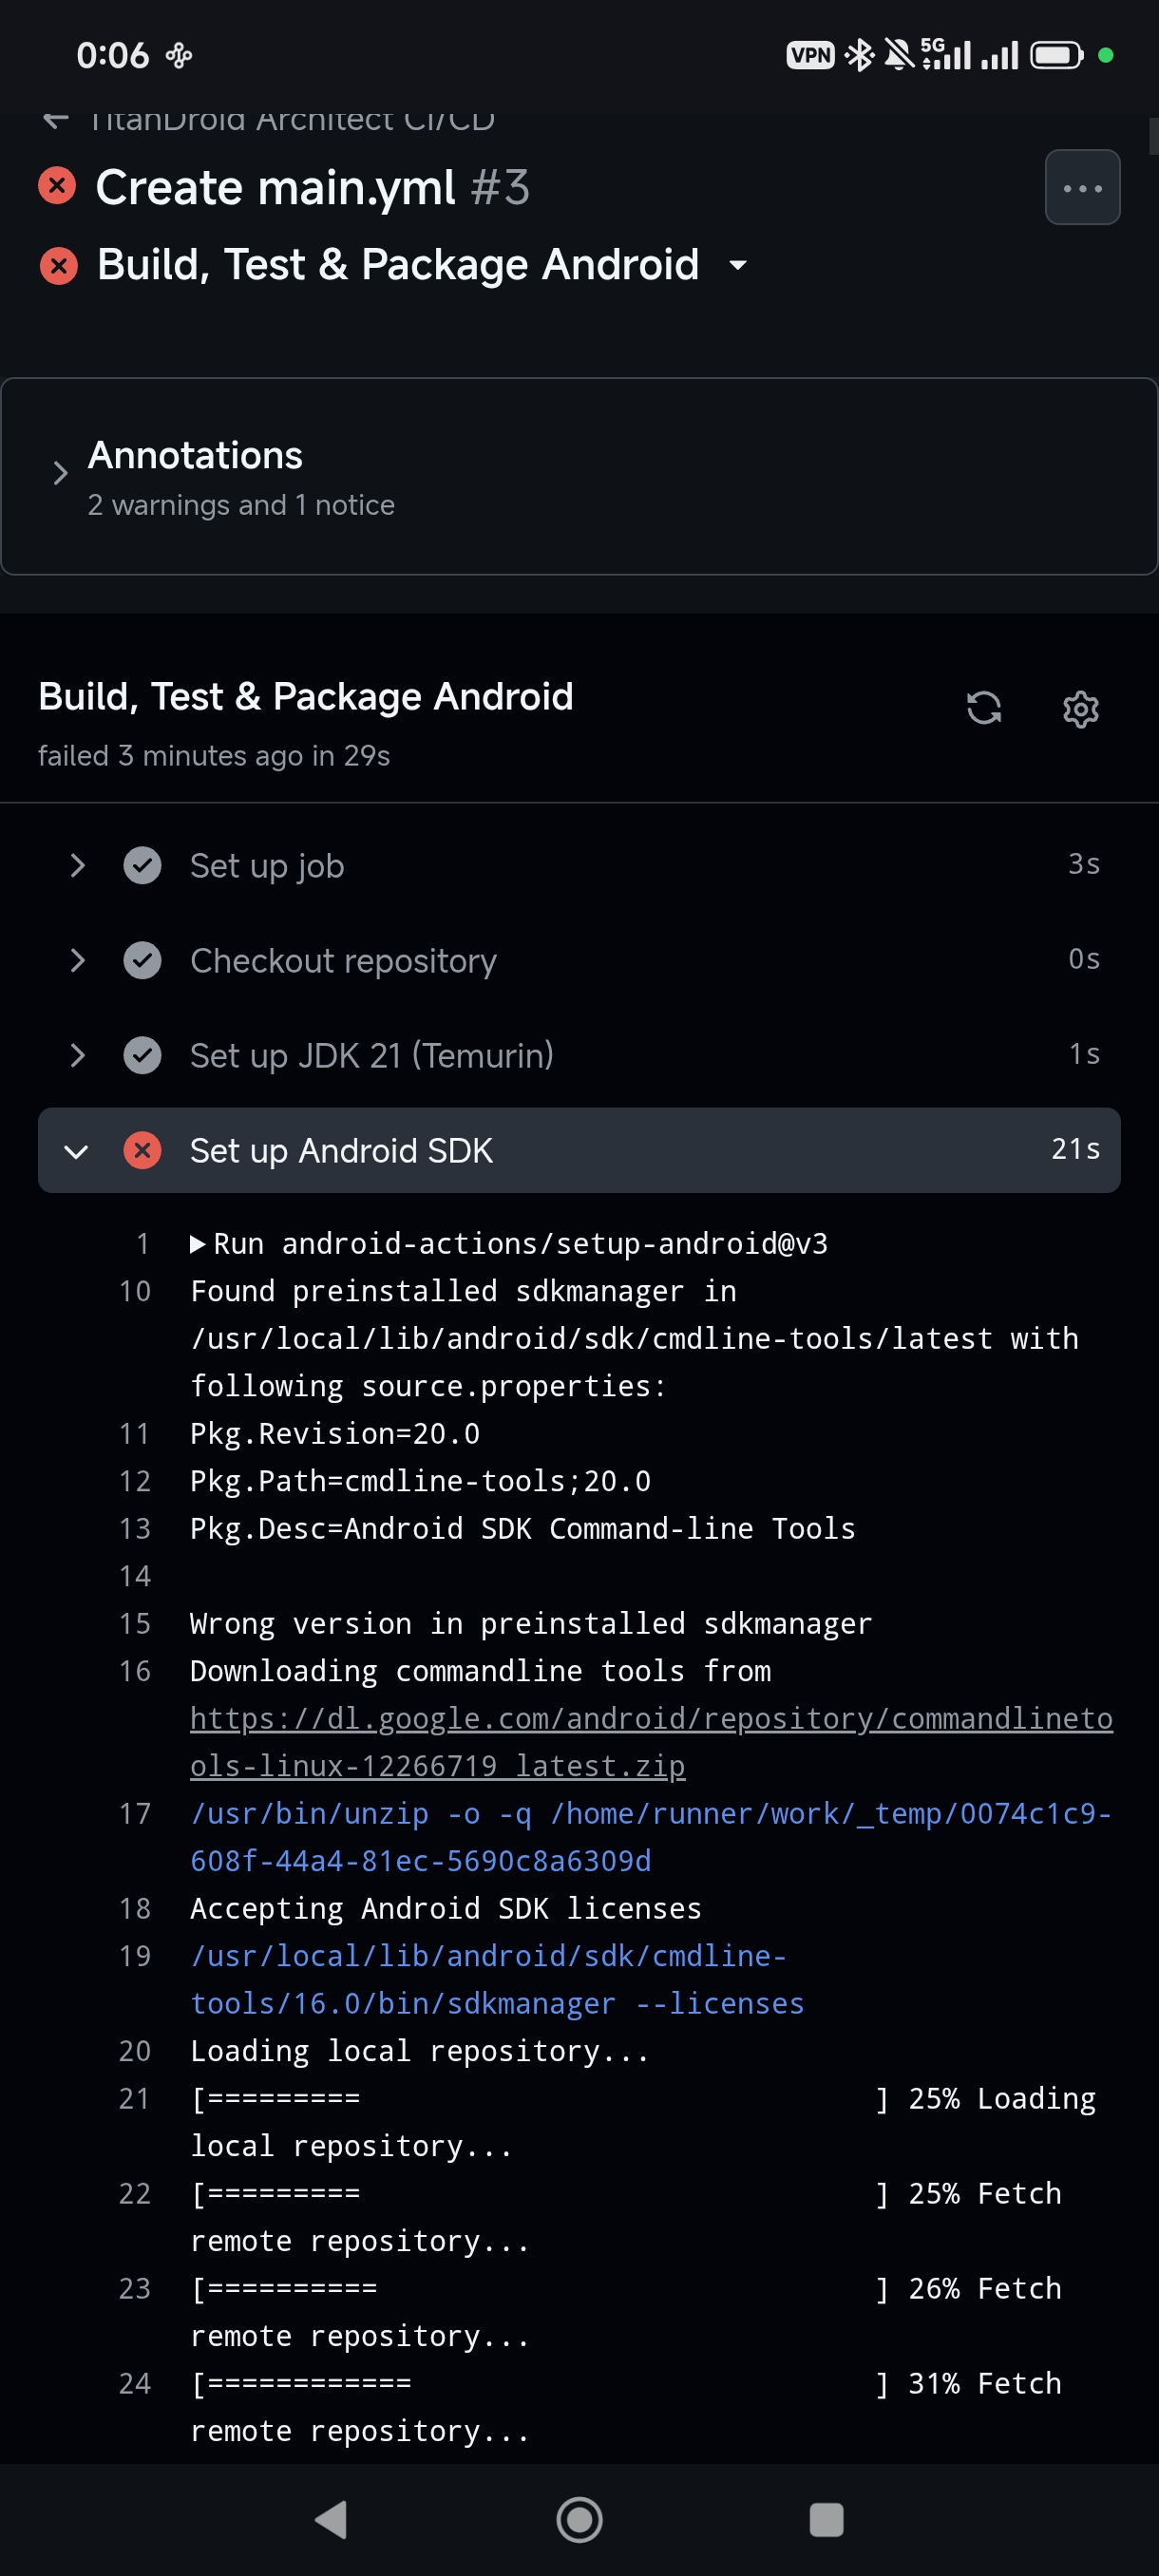 0:06
VPN 5G
TitanDroid Architect CI/CD
Create main.yml #3
Build, Test & Package Android
Annotations
2 warnings and 1 notice
Build, Test & Package Android
failed 3 minutes ago in 29s
Set up job 3s
Checkout repository 0s
Set up JDK 21 (Temurin) 1s
Set up Android SDK 21s
1 Run android-actions/setup-android@v3
10 Found preinstalled sdkmanager in
/usr/local/lib/android/sdk/cmdline-tools/latest with
following source.properties:
11 Pkg.Revision=20.0
12 Pkg.Path=cmdline-tools;20.0
13 Pkg.Desc=Android SDK Command-line Tools
14
15 Wrong version in preinstalled sdkmanager
16 Downloading commandline tools from
https://dl.google.com/android/repository/commandlineto
ols-linux-12266719_latest.zip
17 /usr/bin/unzip -o -q /home/runner/work/_temp/0074c1c9-
608f-44a4-81ec-5690c8a6309d
18 Accepting Android SDK licenses
19 /usr/local/lib/android/sdk/cmdline-
tools/16.0/bin/sdkmanager --licenses
20 Loading local repository...
21 [========= ] 25% Loading
local repository...
22 [========= ] 25% Fetch
remote repository...
23 [========== ] 26% Fetch
remote repository...
24 [============ ] 31% Fetch
remote repository...